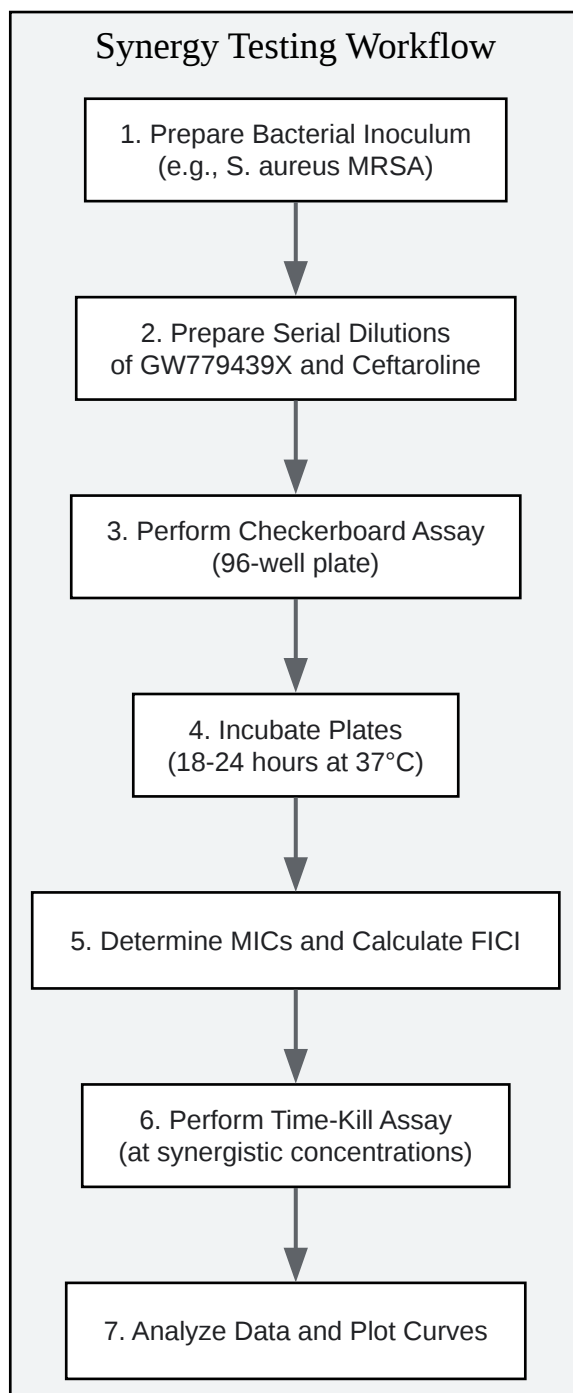 Synergy Testing Workflow
1. Prepare Bacterial Inoculum
(e.g., S. aureus MRSA)
2. Prepare Serial Dilutions
of GW779439X and Ceftaroline
3. Perform Checkerboard Assay
(96-well plate)
4. Incubate Plates
(18-24 hours at 37°C)
5. Determine MICs and Calculate FICI
6. Perform Time-Kill Assay
(at synergistic concentrations)
7. Analyze Data and Plot Curves